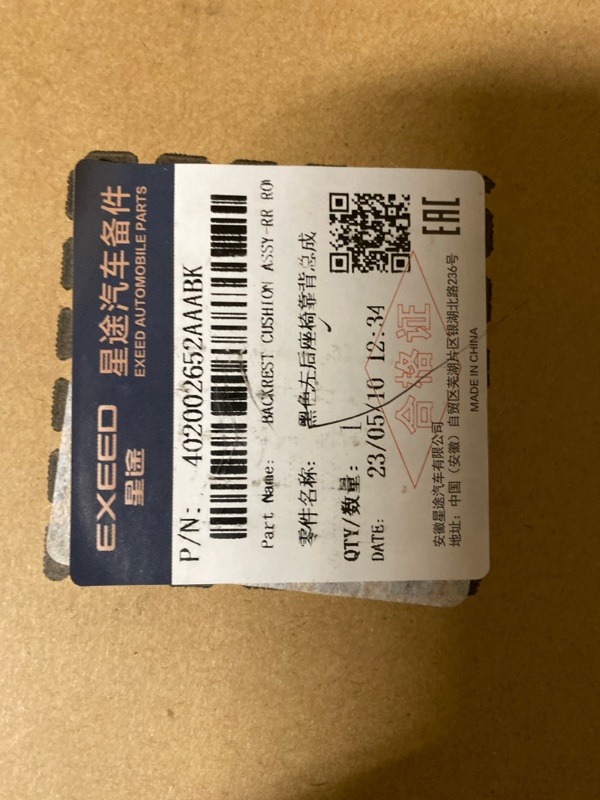 EXEED 星途汽车备件
星途 EXEED AUTOMOBILE PARTS
P/N: 402002652AAABK
Part Name: BACKREST CUSHION ASSY-RR ROW
零件名称: 黑色左后座椅靠背总成
QTY/数量: 1
DATE: 23/05/10 12:34
EAC
合格证
安徽星途汽车有限公司
地址: 中国（安徽）自贸区芜湖片区银湖北路236号
MADE IN CHINA